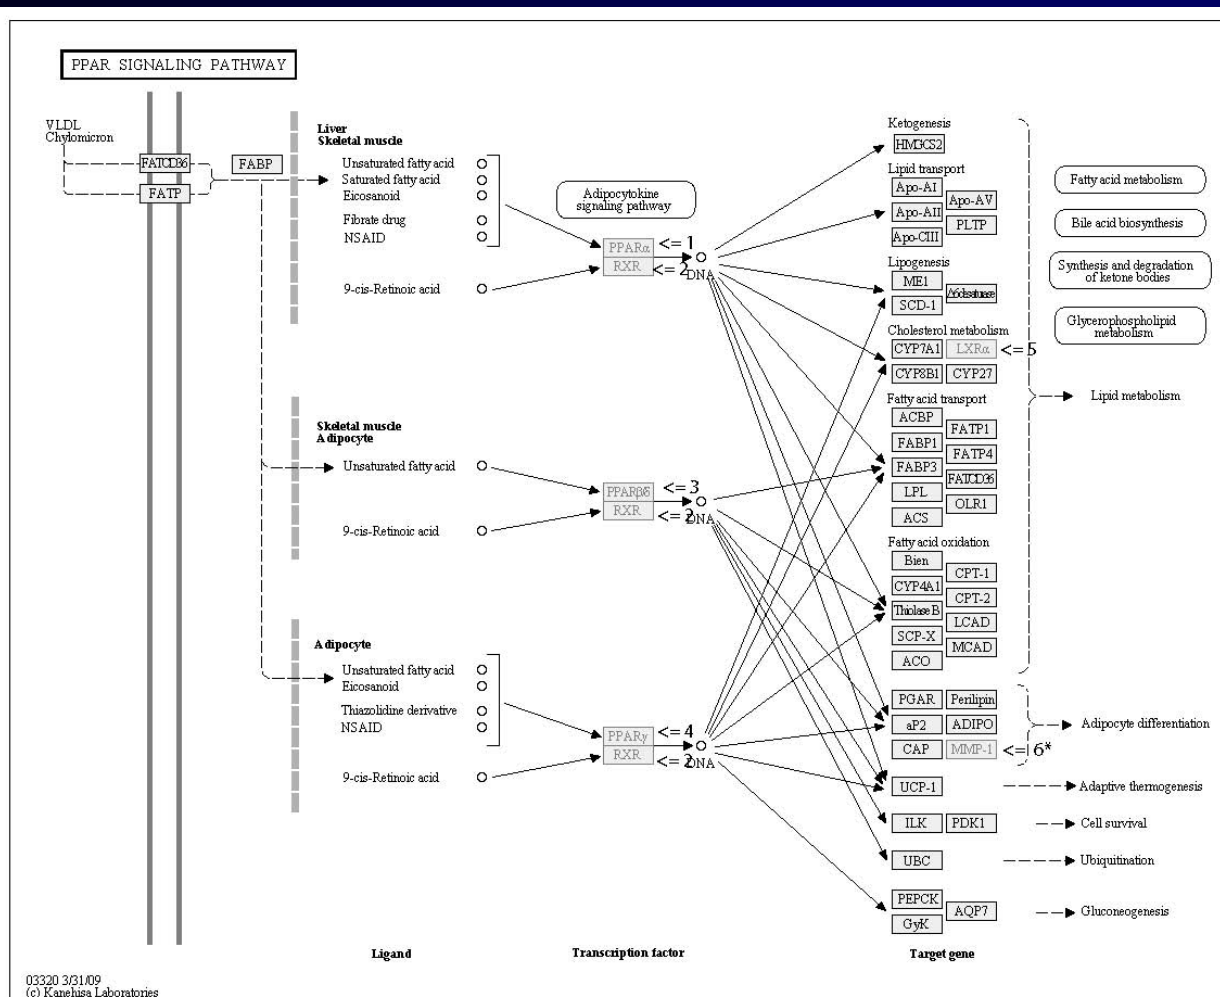 PPAR SIGNALING PATHWAY
VLDL
Chylomicron
FATCD36
FATP
FABP
Liver
Skeletal muscle
Unsaturated fatty acid
Saturated fatty acid
Eicosanoid
Fibrate drug
NSAID
9-cis-Retinoic acid
Adipocytokine
signaling pathway
PPARα <= 1
RXR <= 2
DNA
Skeletal muscle
Adipocyte
Unsaturated fatty acid
9-cis-Retinoic acid
PPARβδ <= 3
RXR <= 2
DNA
Adipocyte
Unsaturated fatty acid
Eicosanoid
Thiazolidine derivative
NSAID
9-cis-Retinoic acid
PPARγ <= 4
RXR <= 2
DNA
Ketogenesis
HMGCS2
Lipid transport
Apo-AI
Apo-AV
Apo-AII
PLTP
Apo-CIII
Lipogenesis
ME1
Δ6desatuase
SCD-1
Cholesterol metabolism
CYP7A1 LXRα <= 5
CYP8B1 CYP27
Fatty acid transport
ACBP
FATP1
FABP1
FATP4
FABP3
FATCD36
LPL
OLR1
ACS
Fatty acid oxidation
Bien
CPT-1
CYP4A1
CPT-2
Thiolase B
LCAD
SCP-X
MCAD
ACO
PGAR Perilipin
aP2 ADIPO
CAP MMP-1 <= 6*
UCP-1
ILK PDK1
UBC
PEPCK
AQP7
GyK
Fatty acid metabolism
Bile acid biosynthesis
Synthesis and degradation
of ketone bodies
Glycerophospholipid
metabolism
Lipid metabolism
Adipocyte differentiation
Adaptive thermogenesis
Cell survival
Ubiquitination
Gluconeogenesis
Ligand
Transcription factor
Target gene
03320 3/31/09
(c) Kanehisa Laboratories